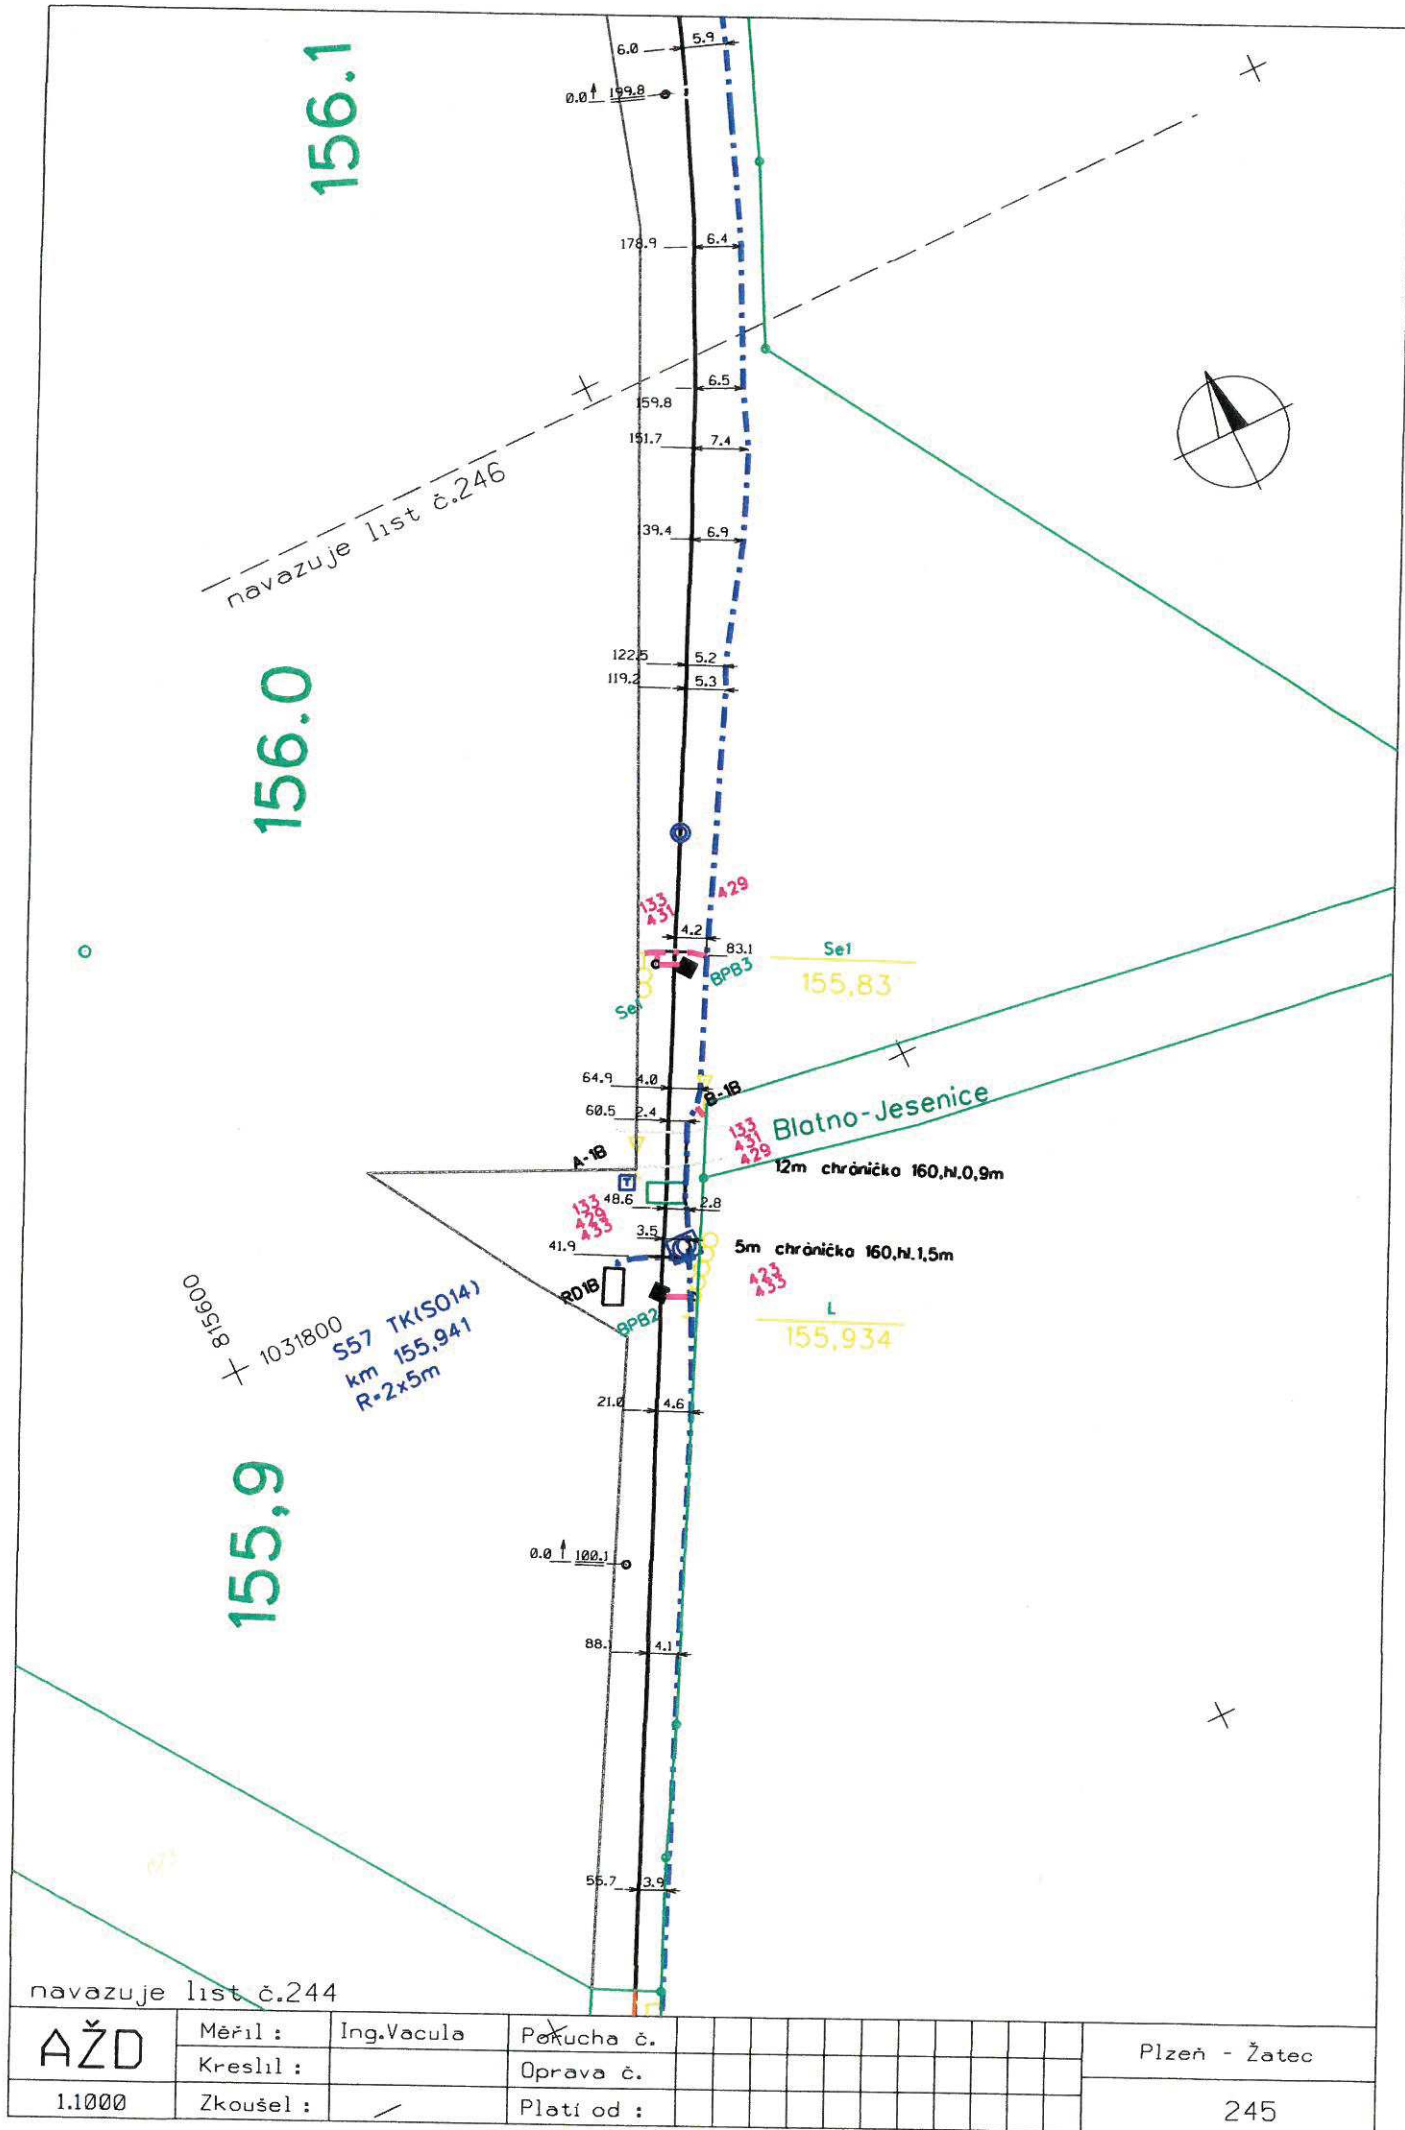 156.1
6.0
5.9
0.0
199.8
178.9
6.4
6.5
159.8
151.7
7.4
navazuje list č.246
139.4
6.9
122.5
5.2
119.2
5.3
156.0
133
431
429
4.2
83.1
BPB3
Se1
155,83
Se1
64.9
4.0
B-1B
60.5
2.4
133
431
429
Blatno-Jesenice
A-1B
T
12m chránička 160,hl.0,9m
133
429
433
48.6
2.8
3.5
41.9
5m chránička 160,hl.1,5m
423
433
RD1B
BPB2
L
155,934
815600
1031800
S57 TK(SO14)
km 155,941
R=2x5m
21.0
4.6
155,9
0.0
100.1
88.1
4.1
55.7
3.9
navazuje list č.244
AŽD
1:1000
Měřil :
Ing.Vacula
Kreslil :
Zkoušel :
Porucha č.
Oprava č.
Platí od :
Plzeň - Žatec
245